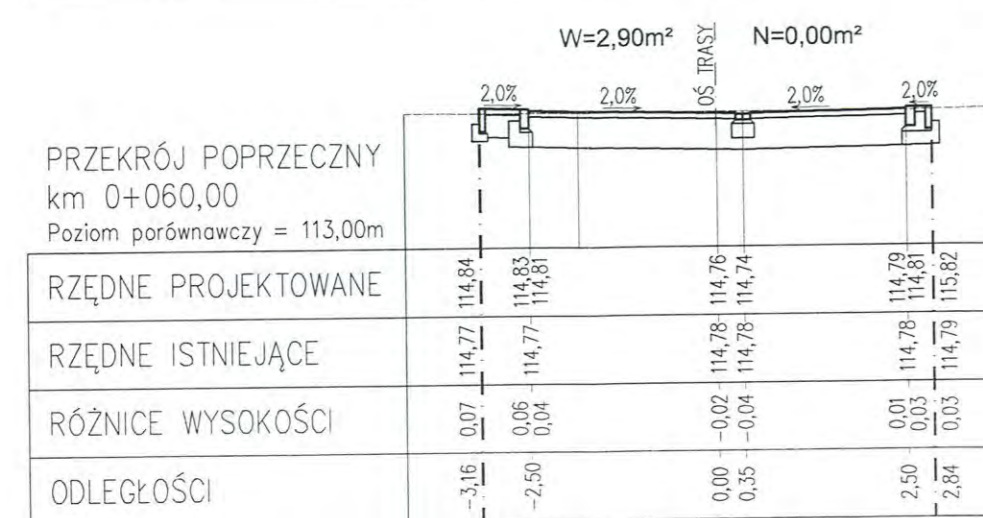 W=2,90m² OŚ TRASY N=0,00m²
2,0% 2,0% 2,0% 2,0%
PRZEKRÓJ POPRZECZNY
km 0+060,00
Poziom porównawczy = 113,00m
RZĘDNE PROJEKTOWANE 114,84 114,83 114,81 114,76 114,74 114,79 114,81 115,82
RZĘDNE ISTNIEJĄCE 114,77 114,77 114,78 114,78 114,78 114,79
RÓŻNICE WYSOKOŚCI 0,07 0,06 0,04 -0,02 -0,04 0,01 0,03 0,03
ODLEGŁOŚCI -3,16 -2,50 0,00 0,35 2,50 2,84